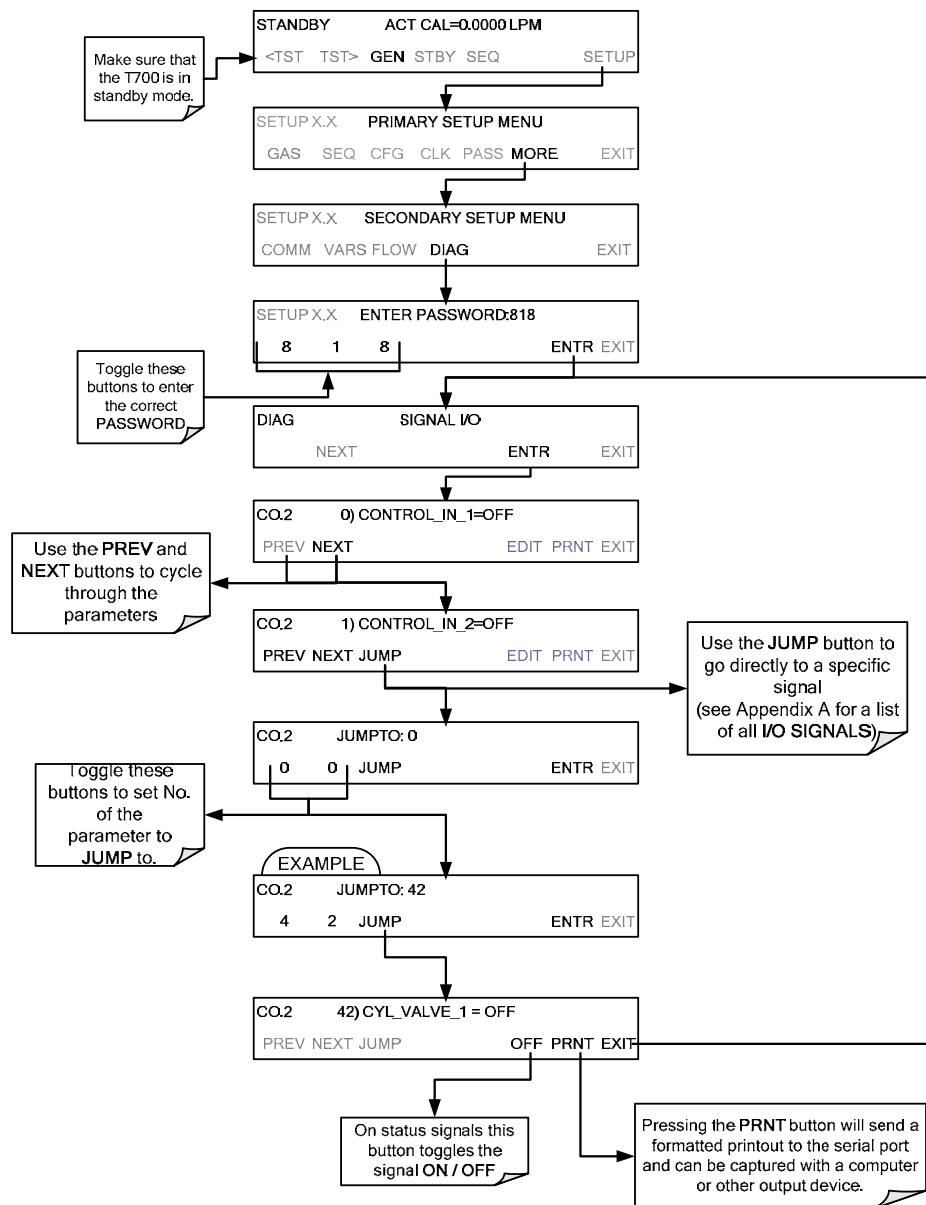 STANDBY ACT CAL=0.0000 LPM
<TST TST> GEN STBY SEQ SETUP
Make sure that
the T700 is in
standby mode.
SETUP X.X PRIMARY SETUP MENU
GAS SEQ CFG CLK PASS MORE EXIT
SETUP X.X SECONDARY SETUP MENU
COMM VARS FLOW DIAG EXIT
SETUP X.X ENTER PASSWORD:818
8 1 8 ENTR EXIT
Toggle these
buttons to enter
the correct
PASSWORD
DIAG SIGNAL I/O
NEXT ENTR EXIT
CO.2 0) CONTROL_IN_1=OFF
PREV NEXT EDIT PRNT EXIT
Use the PREV and
NEXT buttons to cycle
through the
parameters
CO.2 1) CONTROL_IN_2=OFF
PREV NEXT JUMP EDIT PRNT EXIT
Use the JUMP button to
go directly to a specific
signal
(see Appendix A for a list
of all I/O SIGNALS)
CO.2 JUMPTO: 0
0 0 JUMP ENTR EXIT
Toggle these
buttons to set No.
of the
parameter to
JUMP to.
EXAMPLE
CO.2 JUMPTO: 42
4 2 JUMP ENTR EXIT
CO.2 42) CYL_VALVE_1 = OFF
PREV NEXT JUMP OFF PRNT EXIT
On status signals this
button toggles the
signal ON / OFF
Pressing the PRNT button will send a
formatted printout to the serial port
and can be captured with a computer
or other output device.